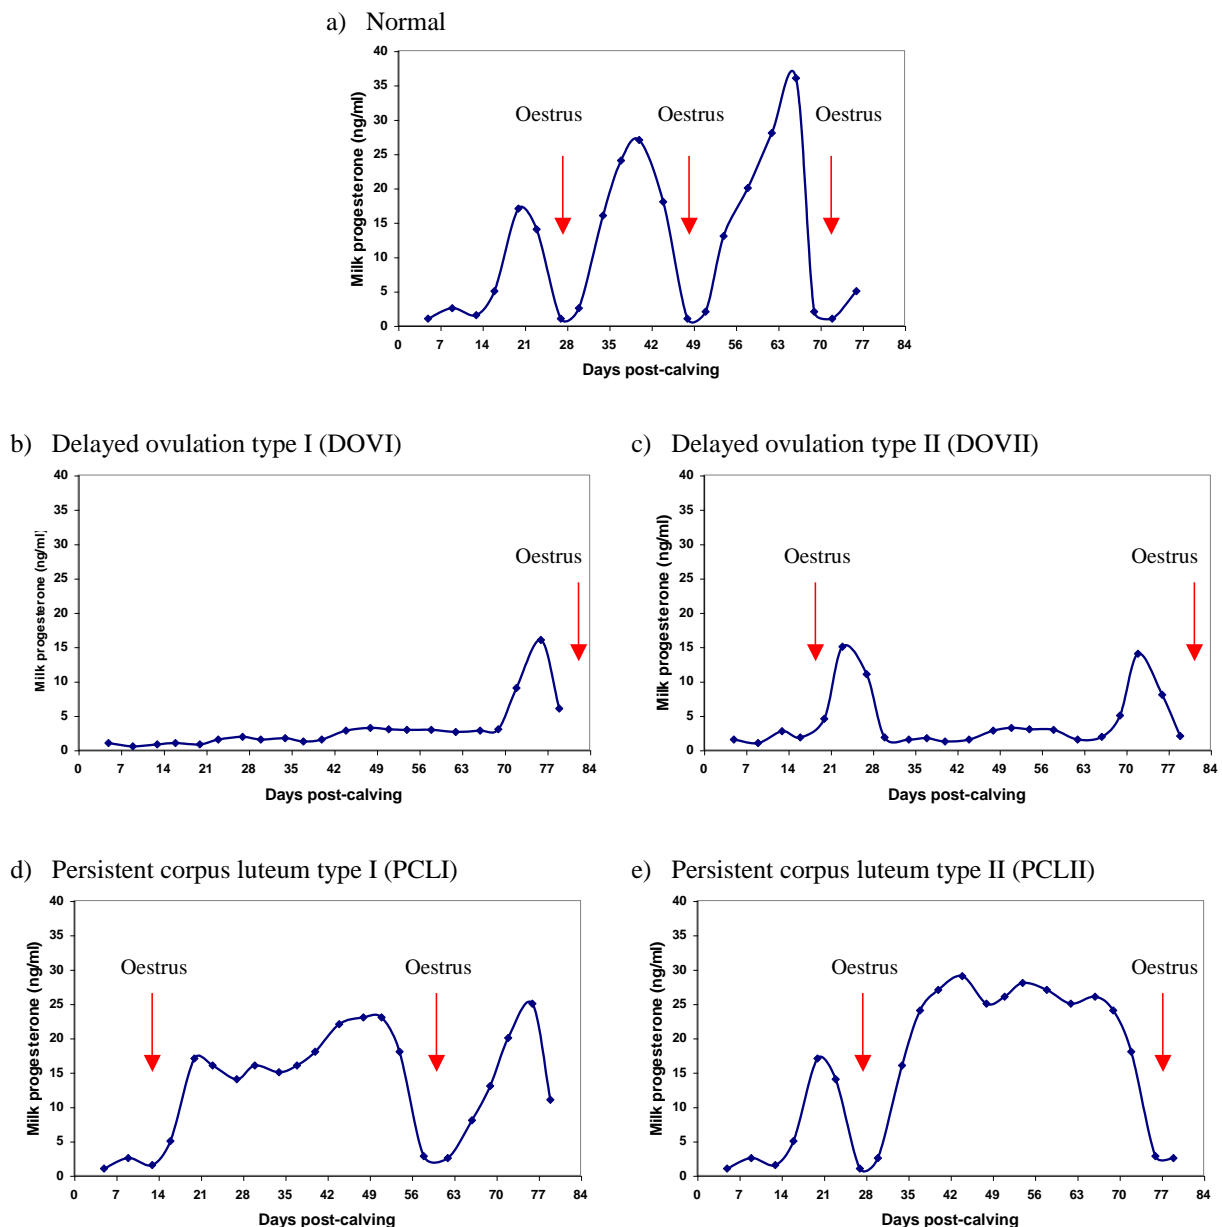 a) Normal
40
35
30
25
20
15
10
5
0
Milk progesterone (ng/ml)
Oestrus Oestrus Oestrus
0 7 14 21 28 35 42 49 56 63 70 77 84
Days post-calving
b) Delayed ovulation type I (DOVI)
40
35
30
25
20
15
10
5
0
Milk progesterone (ng/ml)
Oestrus
0 7 14 21 28 35 42 49 56 63 70 77 84
Days post-calving
c) Delayed ovulation type II (DOVII)
40
35
30
25
20
15
10
5
0
Milk progesterone (ng/ml)
Oestrus Oestrus
0 7 14 21 28 35 42 49 56 63 70 77 84
Days post-calving
d) Persistent corpus luteum type I (PCLI)
40
35
30
25
20
15
10
5
0
Milk progesterone (ng/ml)
Oestrus Oestrus
0 7 14 21 28 35 42 49 56 63 70 77 84
Days post-calving
e) Persistent corpus luteum type II (PCLII)
40
35
30
25
20
15
10
5
0
Milk progesterone (ng/ml)
Oestrus Oestrus
0 7 14 21 28 35 42 49 56 63 70 77 84
Days post-calving